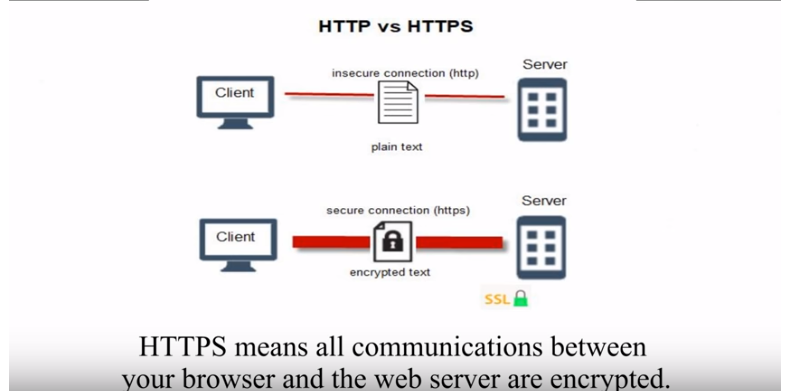 HTTP vs HTTPS
Server
insecure connection (http)
Client
plain text
Server
secure connection (https)
Client
encrypted text
SSL
HTTPS means all communications between
your browser and the web server are encrypted.